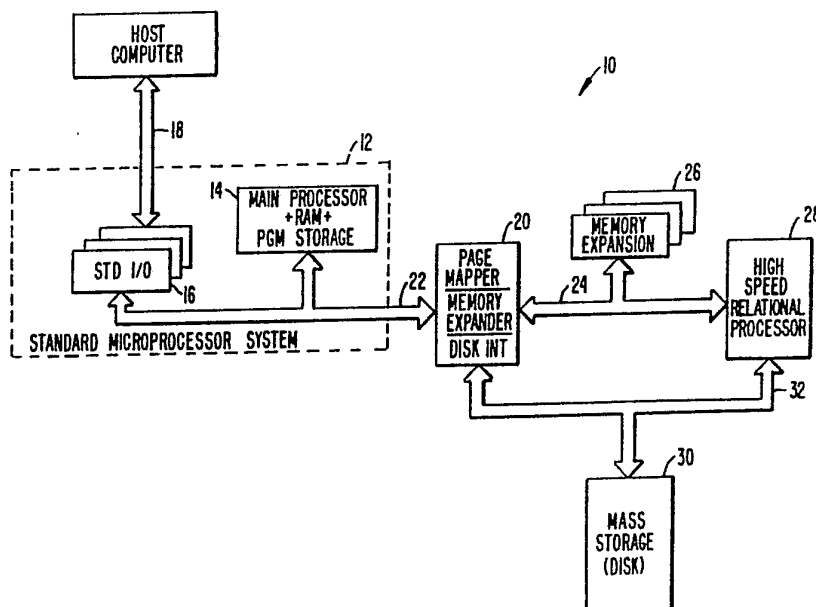 HOST
COMPUTER
10
18
12
14
MAIN PROCESSOR
+RAM+
PGM STORAGE
26
20
28
STD I/O
16
22
PAGE
MAPPER
MEMORY
EXPANDER
DISK INT
24
MEMORY
EXPANSION
HIGH
SPEED
RELATIONAL
PROCESSOR
STANDARD MICROPROCESSOR SYSTEM
32
30
MASS
STORAGE
(DISK)